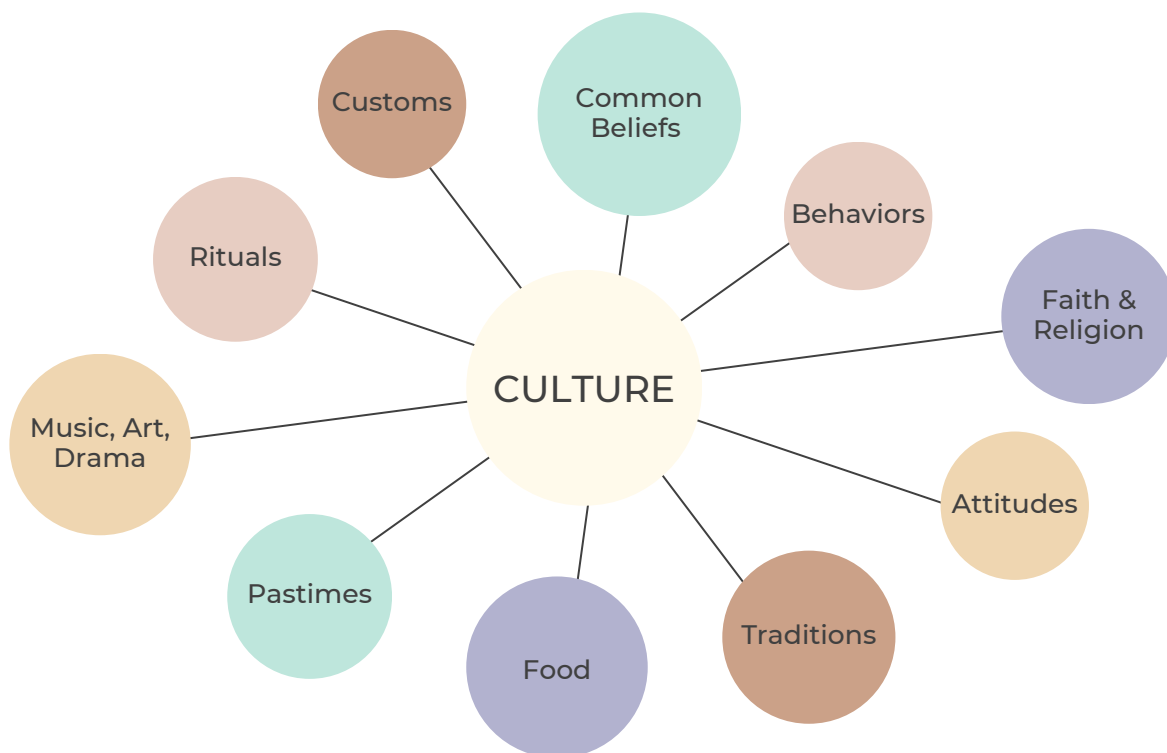 Customs
Common
Beliefs
Behaviors
Rituals
Faith &
Religion
CULTURE
Music, Art,
Drama
Attitudes
Pastimes
Traditions
Food